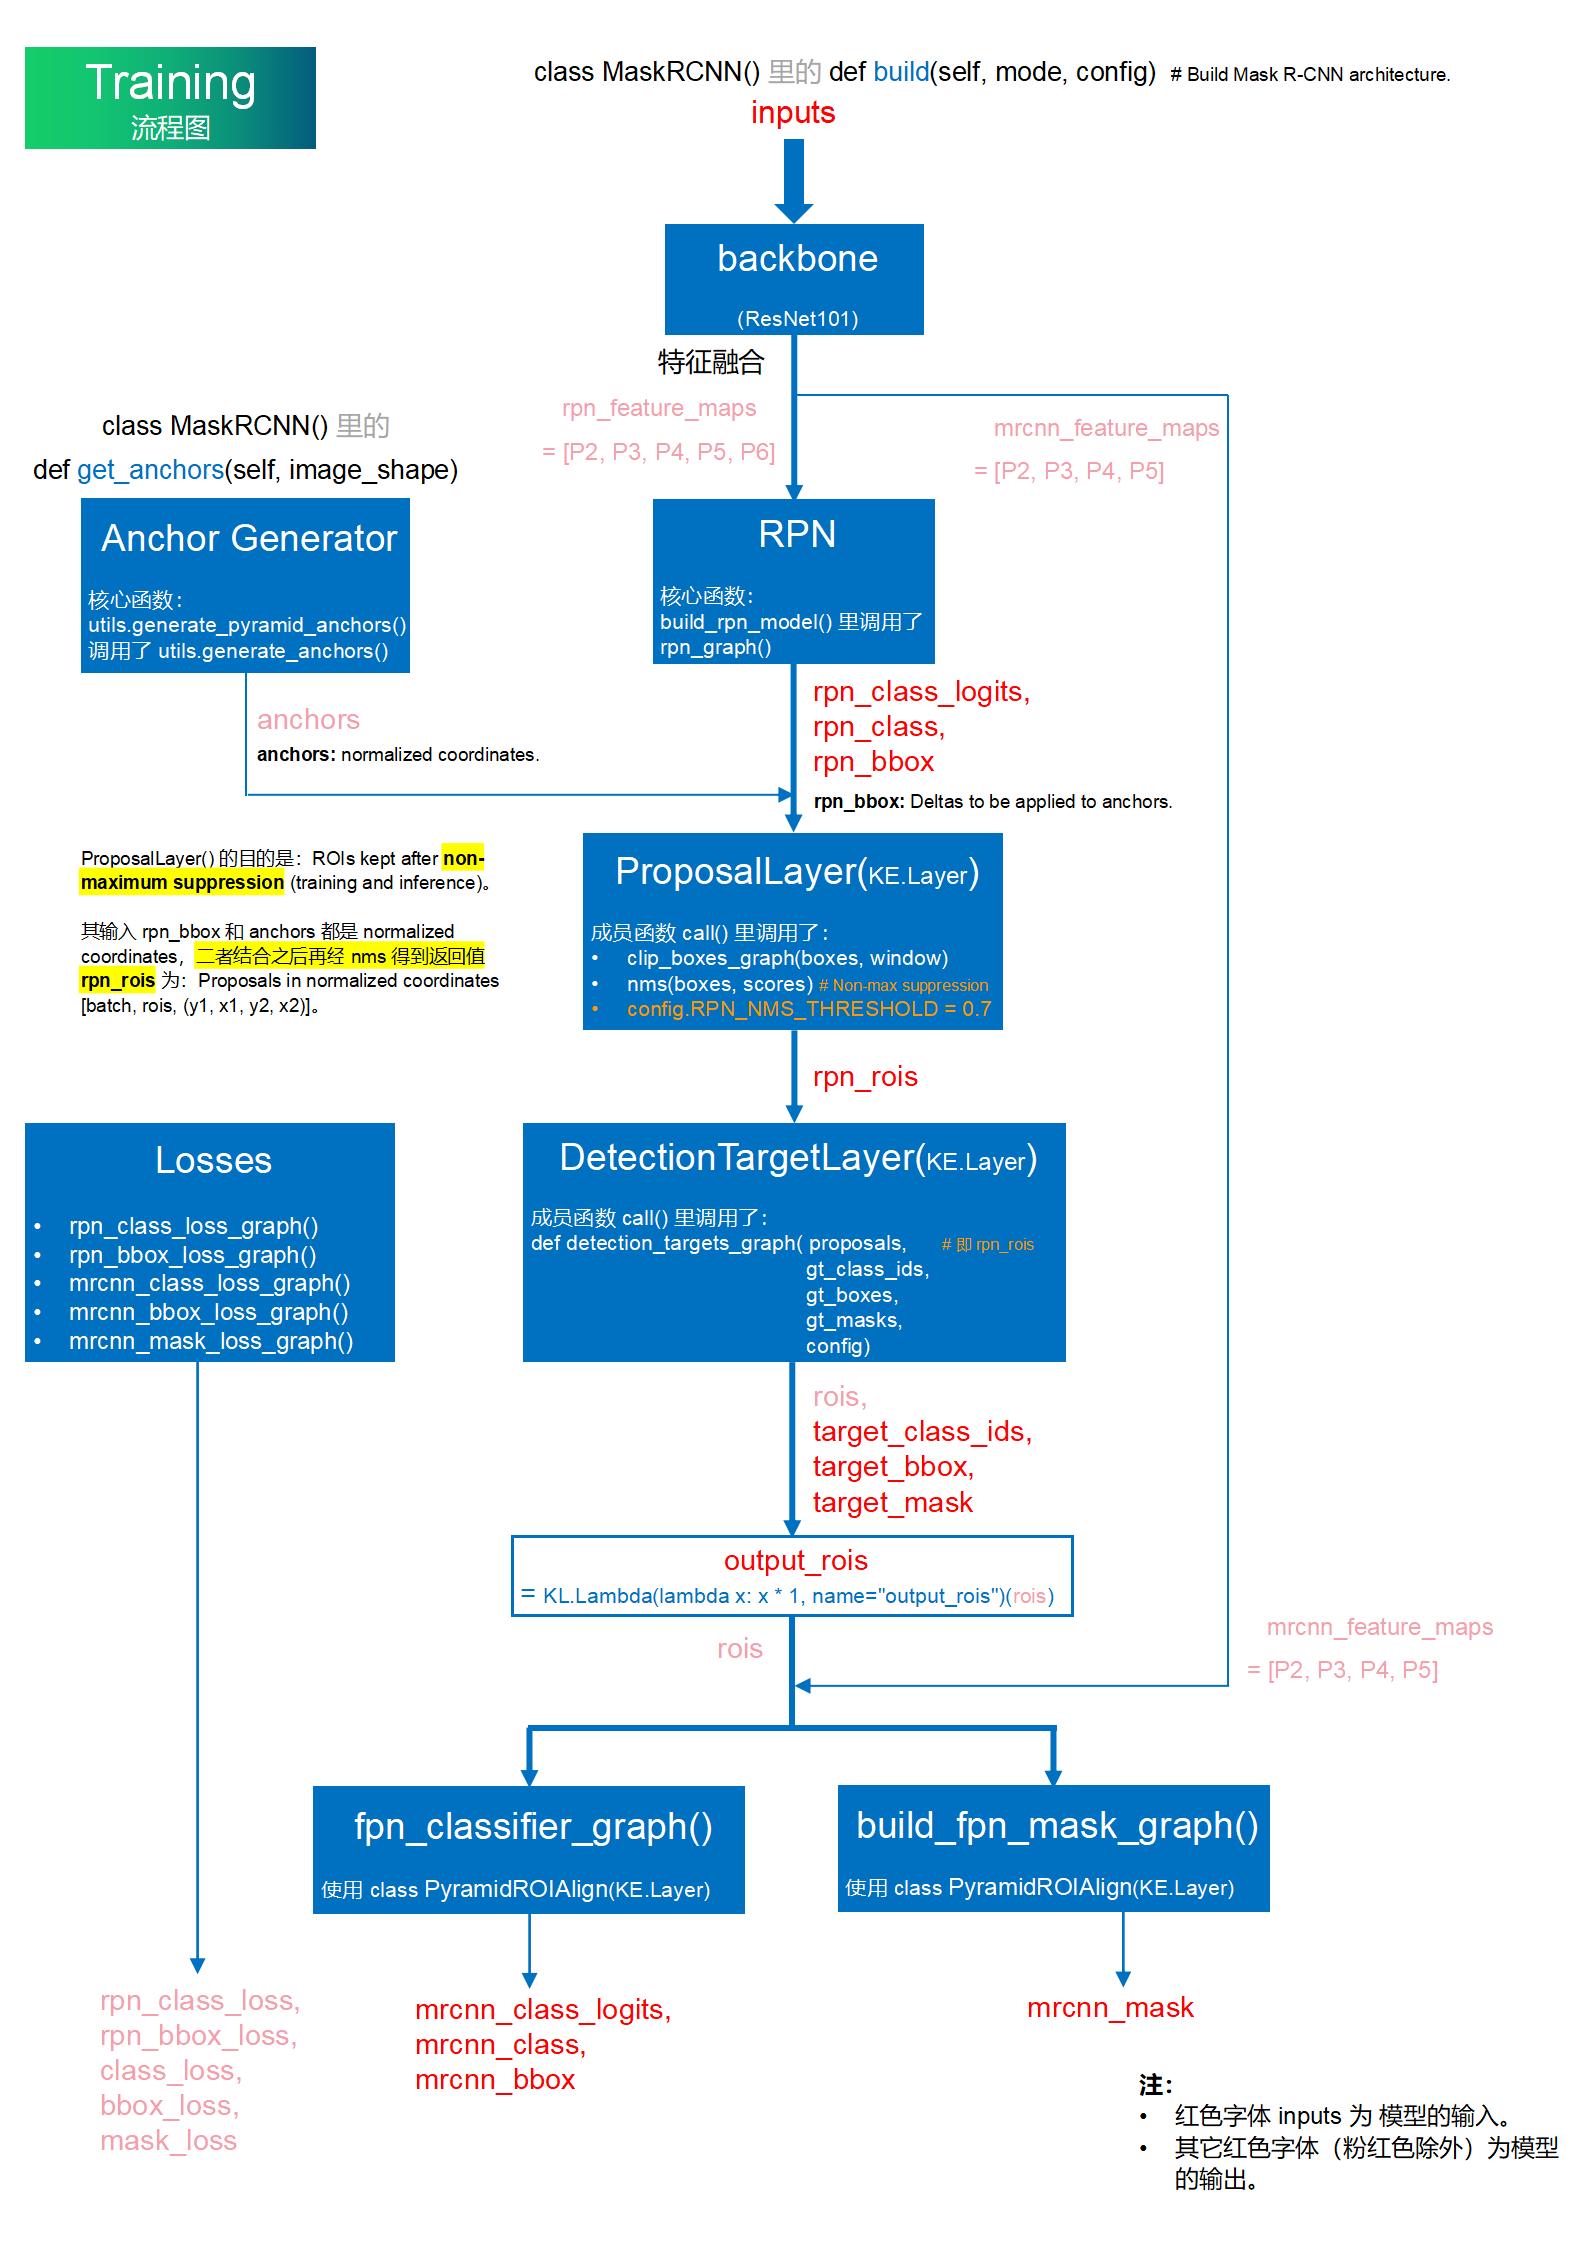 Training
流程图
class MaskRCNN() 里的 def build(self, mode, config) # Build Mask R-CNN architecture.
inputs
backbone
(ResNet101)
特征融合
rpn_feature_maps
= [P2, P3, P4, P5, P6]
mrcnn_feature_maps
= [P2, P3, P4, P5]
class MaskRCNN() 里的
def get_anchors(self, image_shape)
Anchor Generator
核心函数：
utils.generate_pyramid_anchors()
调用了 utils.generate_anchors()
RPN
核心函数：
build_rpn_model() 里调用了
rpn_graph()
anchors
anchors: normalized coordinates.
rpn_class_logits,
rpn_class,
rpn_bbox
rpn_bbox: Deltas to be applied to anchors.
ProposalLayer() 的目的是：ROIs kept after non-
maximum suppression (training and inference)。
其输入 rpn_bbox 和 anchors 都是 normalized
coordinates，二者结合之后再经 nms 得到返回值
rpn_rois 为：Proposals in normalized coordinates
[batch, rois, (y1, x1, y2, x2)]。
ProposalLayer(KE.Layer)
成员函数 call() 里调用了：
• clip_boxes_graph(boxes, window)
• nms(boxes, scores) # Non-max suppression
• config.RPN_NMS_THRESHOLD = 0.7
rpn_rois
Losses
• rpn_class_loss_graph()
• rpn_bbox_loss_graph()
• mrcnn_class_loss_graph()
• mrcnn_bbox_loss_graph()
• mrcnn_mask_loss_graph()
DetectionTargetLayer(KE.Layer)
成员函数 call() 里调用了：
def detection_targets_graph( proposals, # 即 rpn_rois
gt_class_ids,
gt_boxes,
gt_masks,
config)
rois,
target_class_ids,
target_bbox,
target_mask
output_rois
= KL.Lambda(lambda x: x * 1, name="output_rois")(rois)
rois
mrcnn_feature_maps
= [P2, P3, P4, P5]
fpn_classifier_graph()
使用 class PyramidROIAlign(KE.Layer)
build_fpn_mask_graph()
使用 class PyramidROIAlign(KE.Layer)
rpn_class_loss,
rpn_bbox_loss,
class_loss,
bbox_loss,
mask_loss
mrcnn_class_logits,
mrcnn_class,
mrcnn_bbox
mrcnn_mask
注：
• 红色字体 inputs 为 模型的输入。
• 其它红色字体（粉红色除外）为模型
的输出。